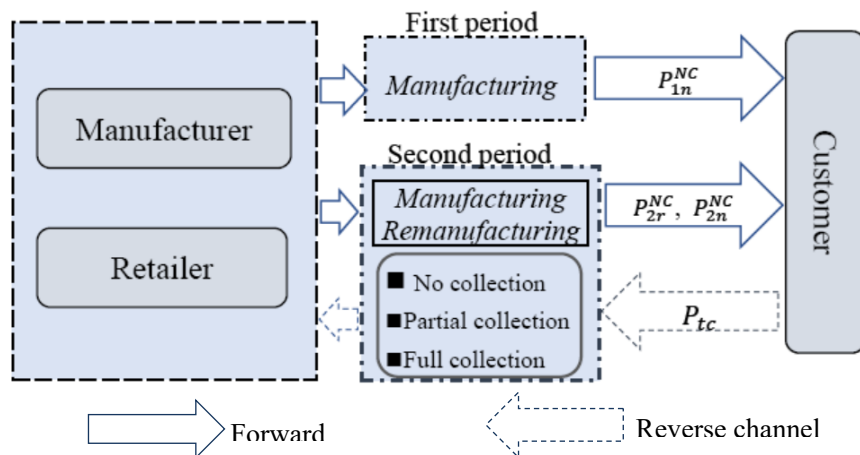 First period
Manufacturing
P_{1n}^{NC}
Manufacturer
Second period
Manufacturing
Remanufacturing
P_{2r}^{NC} , P_{2n}^{NC}
Customer
Retailer
■ No collection
■Partial collection
■Full collection
P_{tc}
Forward
Reverse channel